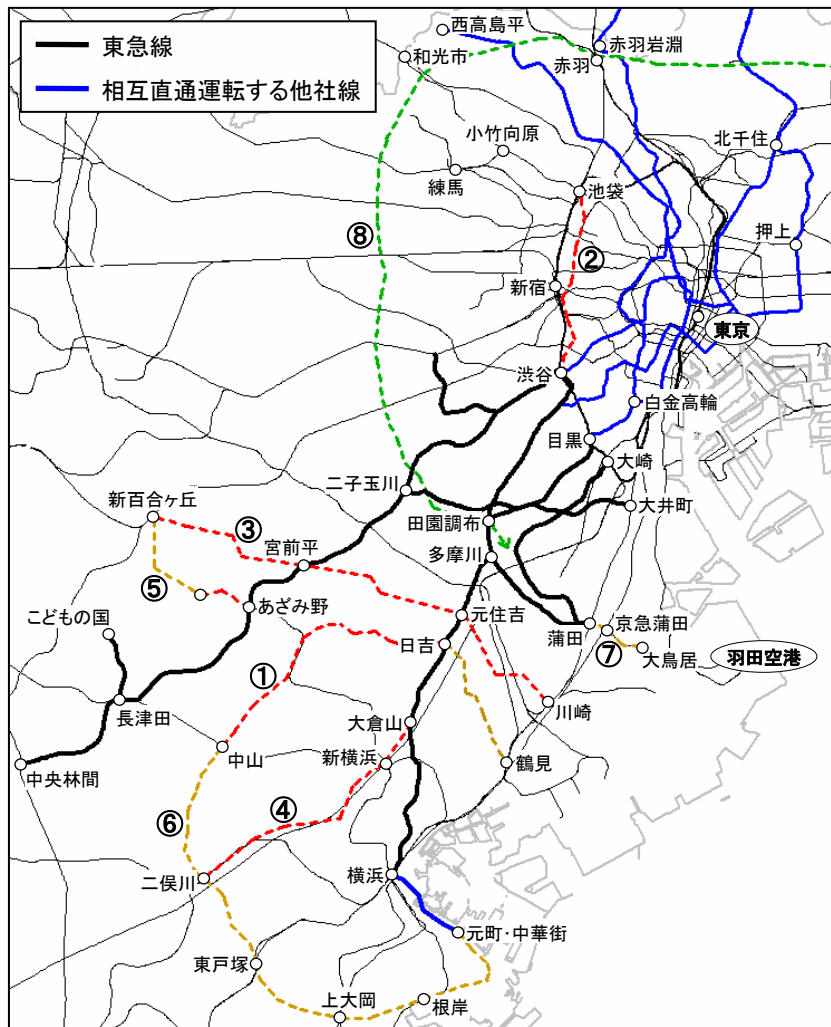 東急線
相互直通運転する他社線
西高島平
和光市
赤羽岩淵
赤羽
小竹向原
練馬
北千住
池袋
押上
⑧
②
新宿
東京
渋谷
白金高輪
目黒
大崎
二子玉川
大井町
新百合ヶ丘
③
田園調布
宮前平
多摩川
⑤
あざみ野
元住吉
こどもの国
日吉
蒲田
京急蒲田
⑦
大鳥居
羽田空港
①
長津田
大倉山
川崎
中山
新横浜
鶴見
中央林間
⑥
④
二俣川
横浜
元町・中華街
東戸塚
上大岡
根岸